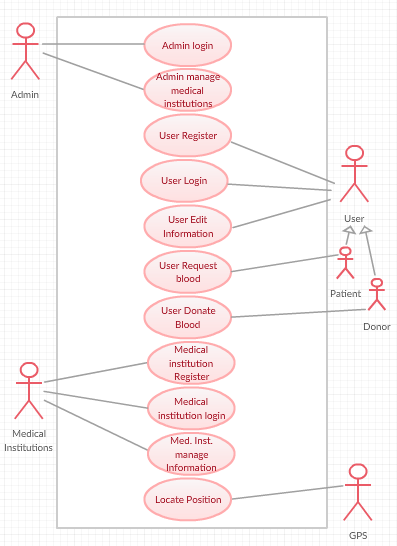 Admin login
Admin manage
medical
institutions
Admin
User Register
User Login
User Edit
Information
User
User Request
blood
Patient
User Donate
Blood
Donor
Medical
institution
Register
Medical
institution login
Medical
Institutions
Med. Inst.
manage
Information
Locate Position
GPS